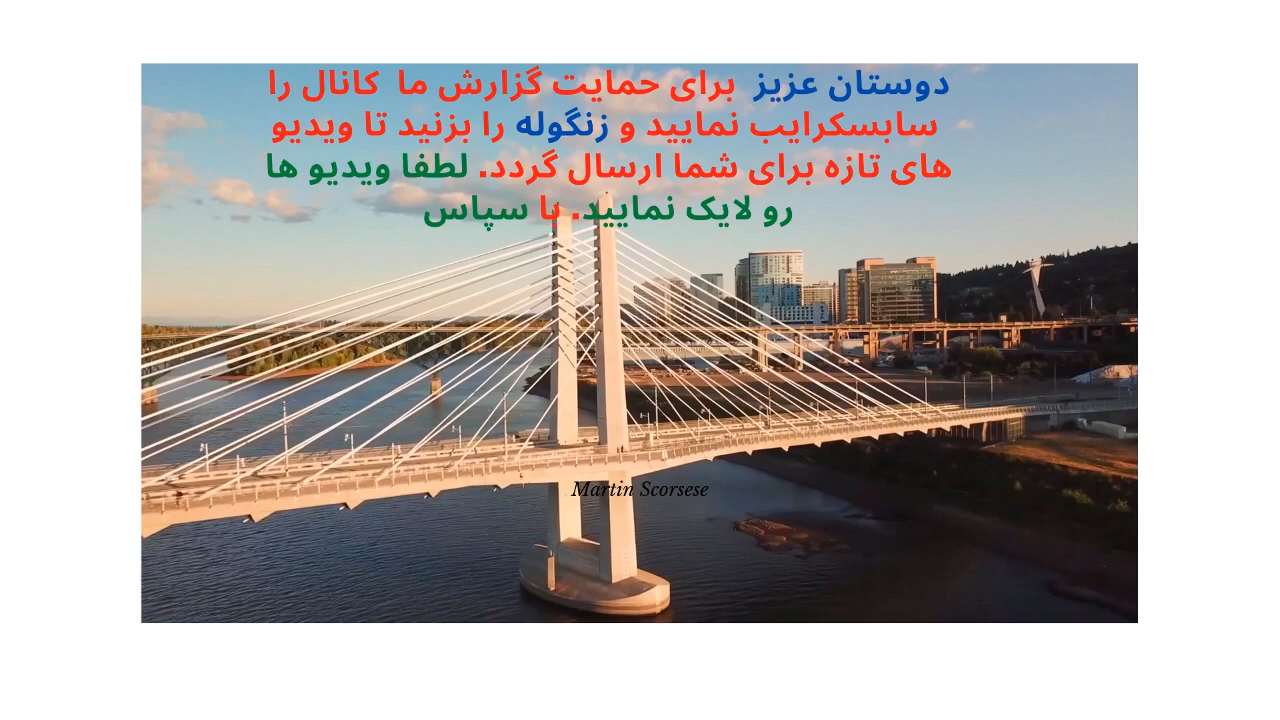 دوستان عزیز برای حمایت گزارش ما کانال را
سابسکرایب نمایید و زنگوله را بزنید تا ویدیو
های تازه برای شما ارسال گردد. لطفا ویدیو ها
رو لایک نمایید. با سپاس
Martin Scorsese